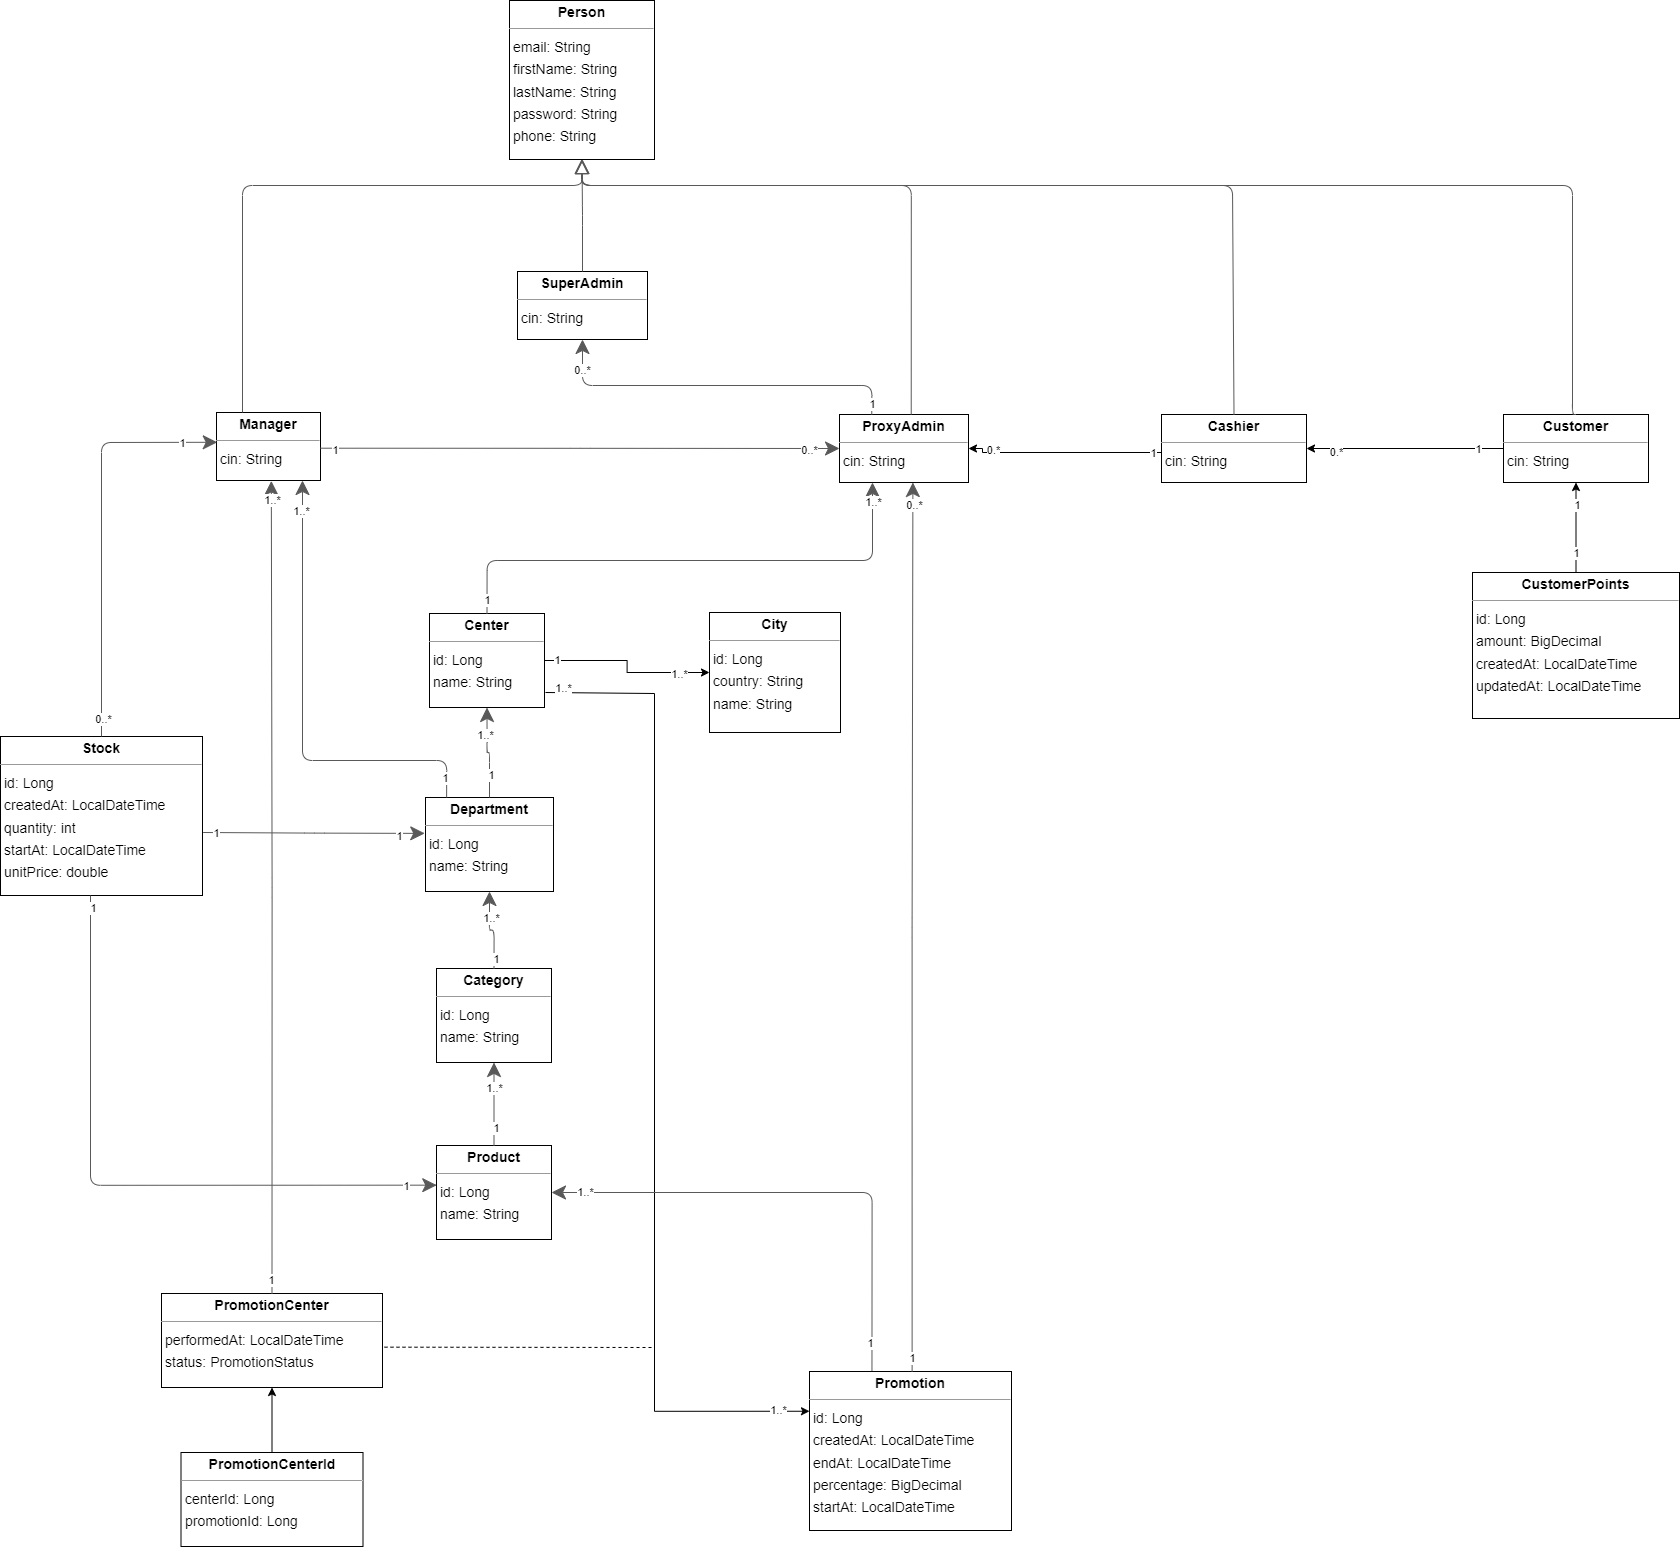 Person
email: String
firstName: String
lastName: String
password: String
phone: String
SuperAdmin
cin: String
0..*
1
Manager
cin: String
1
1
0..*
ProxyAdmin
cin: String
0..*
1
Cashier
cin: String
0..*
1
Customer
cin: String
1..*
1..*
1..*
0..*
1
1
CustomerPoints
id: Long
amount: BigDecimal
createdAt: LocalDateTime
updatedAt: LocalDateTime
1
Center
id: Long
name: String
1
1..*
1..*
City
id: Long
country: String
name: String
0..*
1..*
1
1
Stock
id: Long
createdAt: LocalDateTime
quantity: int
startAt: LocalDateTime
unitPrice: double
1
1
1
Department
id: Long
name: String
1..*
1
Category
id: Long
name: String
1..*
1
Product
id: Long
name: String
1
1..*
1
PromotionCenter
performedAt: LocalDateTime
status: PromotionStatus
1
1
1..*
Promotion
id: Long
createdAt: LocalDateTime
endAt: LocalDateTime
percentage: BigDecimal
startAt: LocalDateTime
PromotionCenterId
centerId: Long
promotionId: Long